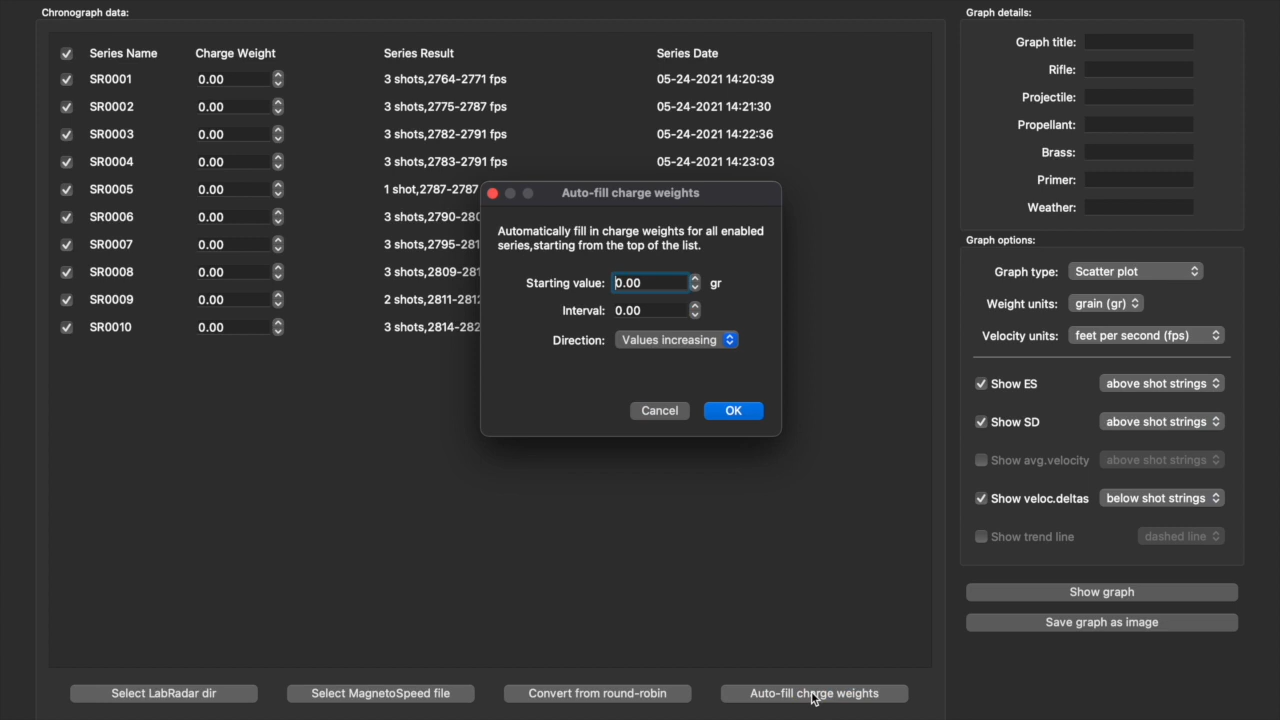 Chronograph data:
Series Name Charge Weight Series Result Series Date
SR0001 0.00 3 shots,2764-2771 fps 05-24-2021 14:20:39
SR0002 0.00 3 shots,2775-2787 fps 05-24-2021 14:21:30
SR0003 0.00 3 shots,2782-2791 fps 05-24-2021 14:22:36
SR0004 0.00 3 shots,2783-2791 fps 05-24-2021 14:23:03
SR0005 0.00 1 shot,2787-2787
SR0006 0.00 3 shots,2790-280
SR0007 0.00 3 shots,2795-281
SR0008 0.00 3 shots,2809-281
SR0009 0.00 2 shots,2811-2812
SR0010 0.00 3 shots,2814-282
Auto-fill charge weights
Automatically fill in charge weights for all enabled
series,starting from the top of the list.
Starting value: 0.00 gr
Interval: 0.00
Direction: Values increasing
Cancel OK
Select LabRadar dir Select MagnetoSpeed file Convert from round-robin Auto-fill charge weights
Graph details:
Graph title:
Rifle:
Projectile:
Propellant:
Brass:
Primer:
Weather:
Graph options:
Graph type: Scatter plot
Weight units: grain (gr)
Velocity units: feet per second (fps)
Show ES above shot strings
Show SD above shot strings
Show avg.velocity above shot strings
Show veloc.deltas below shot strings
Show trend line dashed line
Show graph
Save graph as image